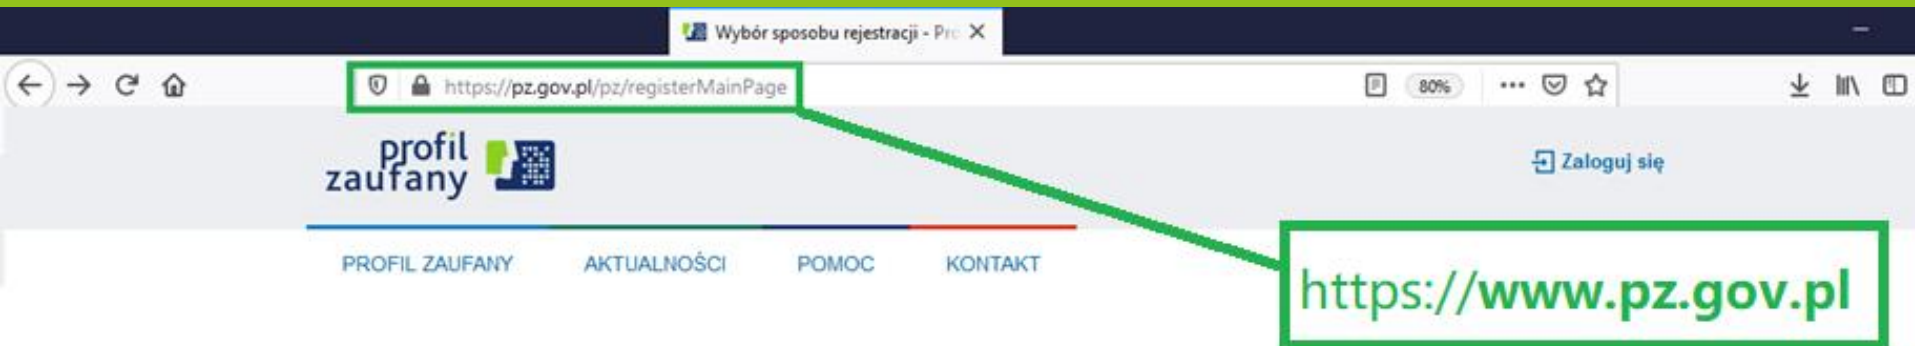 Wybór sposobu rejestracji - Pro
https://pz.gov.pl/pz/registerMainPage
80%
profil
zaufany
Zaloguj się
PROFIL ZAUFANY
AKTUALNOŚCI
POMOC
KONTAKT
https://www.pz.gov.pl